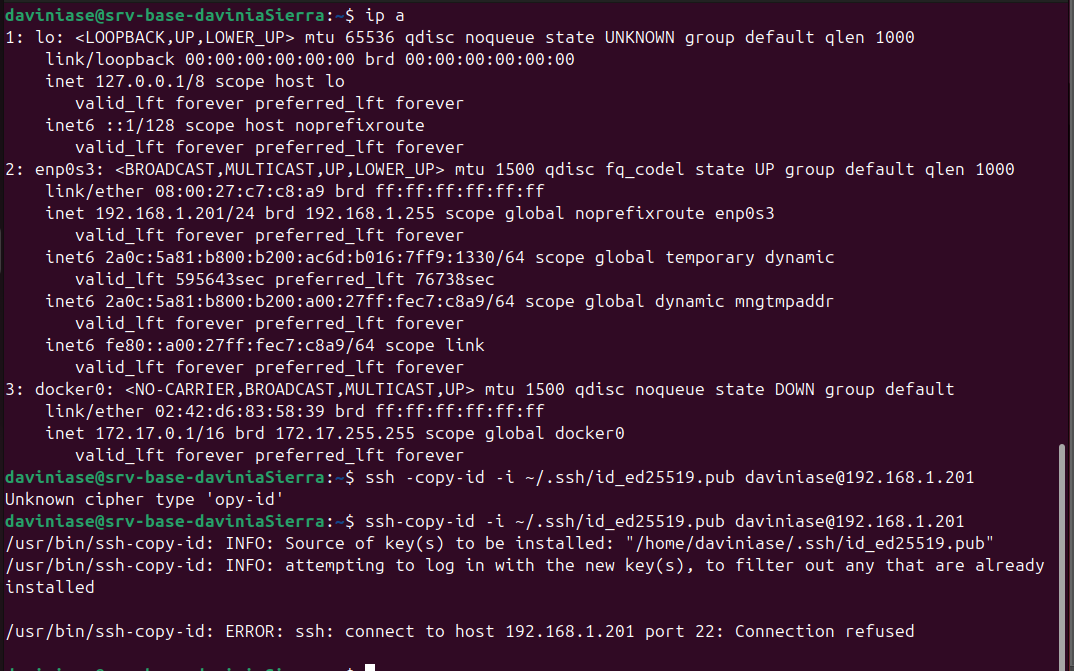 daviniase@srv-base-daviniaSierra:~$ ip a
1: lo: <LOOPBACK,UP,LOWER_UP> mtu 65536 qdisc noqueue state UNKNOWN group default qlen 1000
    link/loopback 00:00:00:00:00:00 brd 00:00:00:00:00:00
    inet 127.0.0.1/8 scope host lo
       valid_lft forever preferred_lft forever
    inet6 ::1/128 scope host noprefixroute
       valid_lft forever preferred_lft forever
2: enp0s3: <BROADCAST,MULTICAST,UP,LOWER_UP> mtu 1500 qdisc fq_codel state UP group default qlen 1000
    link/ether 08:00:27:c7:c8:a9 brd ff:ff:ff:ff:ff:ff
    inet 192.168.1.201/24 brd 192.168.1.255 scope global noprefixroute enp0s3
       valid_lft forever preferred_lft forever
    inet6 2a0c:5a81:b800:b200:ac6d:b016:7ff9:1330/64 scope global temporary dynamic
       valid_lft 595643sec preferred_lft 76738sec
    inet6 2a0c:5a81:b800:b200:a00:27ff:fec7:c8a9/64 scope global dynamic mngtmpaddr
       valid_lft forever preferred_lft forever
    inet6 fe80::a00:27ff:fec7:c8a9/64 scope link
       valid_lft forever preferred_lft forever
3: docker0: <NO-CARRIER,BROADCAST,MULTICAST,UP> mtu 1500 qdisc noqueue state DOWN group default
    link/ether 02:42:d6:83:58:39 brd ff:ff:ff:ff:ff:ff
    inet 172.17.0.1/16 brd 172.17.255.255 scope global docker0
       valid_lft forever preferred_lft forever
daviniase@srv-base-daviniaSierra:~$ ssh -copy-id -i ~/.ssh/id_ed25519.pub daviniase@192.168.1.201
Unknown cipher type 'opy-id'
daviniase@srv-base-daviniaSierra:~$ ssh-copy-id -i ~/.ssh/id_ed25519.pub daviniase@192.168.1.201
/usr/bin/ssh-copy-id: INFO: Source of key(s) to be installed: "/home/daviniase/.ssh/id_ed25519.pub"
/usr/bin/ssh-copy-id: INFO: attempting to log in with the new key(s), to filter out any that are already
installed

/usr/bin/ssh-copy-id: ERROR: ssh: connect to host 192.168.1.201 port 22: Connection refused